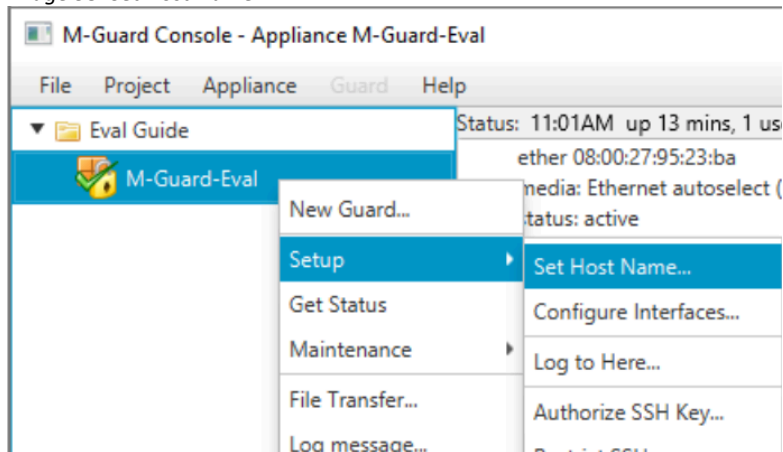 M-Guard Console - Appliance M-Guard-Eval
File Project Appliance Guard Help
Eval Guide
Status: 11:01AM up 13 mins, 1
ether 08:00:27:95:23:ba
M-Guard-Eval
media: Ethernet autoselect (
status: active
New Guard...
Setup
Set Host Name...
Get Status
Configure Interfaces...
Maintenance
Log to Here...
File Transfer...
Authorize SSH Key...
Log message...